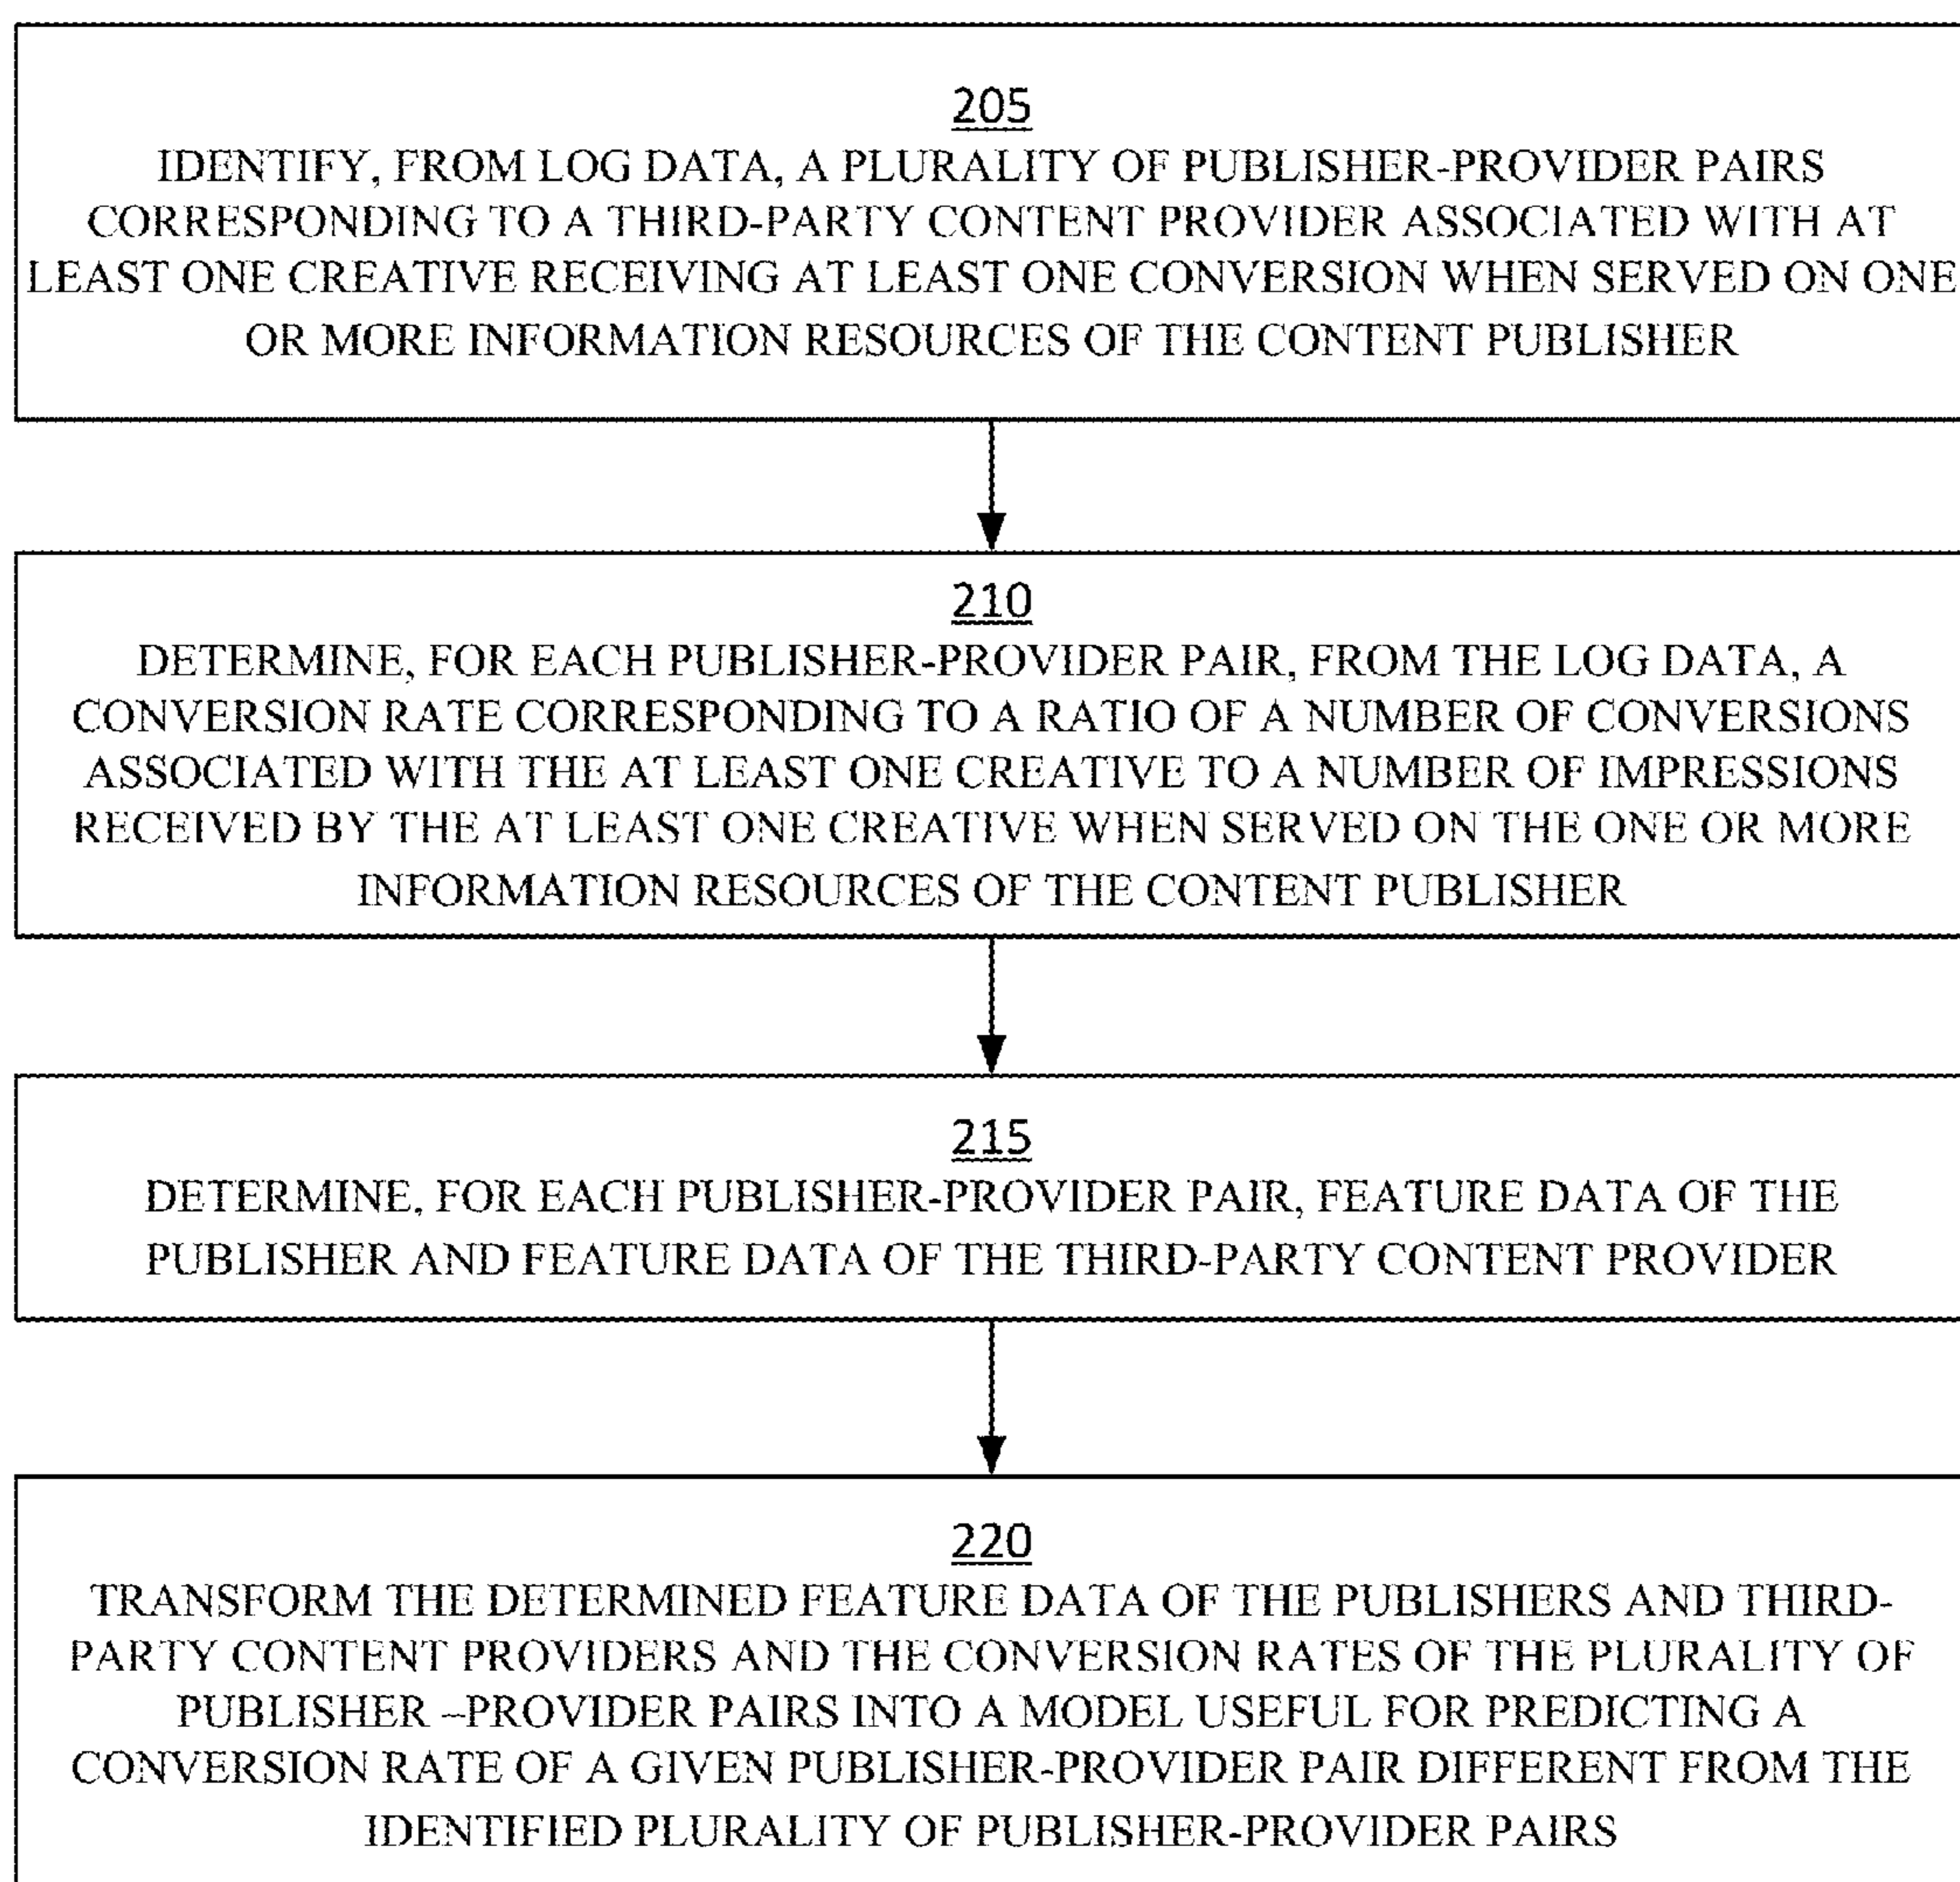 205
IDENTIFY, FROM LOG DATA, A PLURALITY OF PUBLISHER-PROVIDER PAIRS
CORRESPONDING TO A THIRD-PARTY CONTENT PROVIDER ASSOCIATED WITH AT
LEAST ONE CREATIVE RECEIVING AT LEAST ONE CONVERSION WHEN SERVED ON ONE
OR MORE INFORMATION RESOURCES OF THE CONTENT PUBLISHER
210
DETERMINE, FOR EACH PUBLISHER-PROVIDER PAIR, FROM THE LOG DATA, A
CONVERSION RATE CORRESPONDING TO A RATIO OF A NUMBER OF CONVERSIONS
ASSOCIATED WITH THE AT LEAST ONE CREATIVE TO A NUMBER OF IMPRESSIONS
RECEIVED BY THE AT LEAST ONE CREATIVE WHEN SERVED ON THE ONE OR MORE
INFORMATION RESOURCES OF THE CONTENT PUBLISHER
215
DETERMINE, FOR EACH PUBLISHER-PROVIDER PAIR, FEATURE DATA OF THE
PUBLISHER AND FEATURE DATA OF THE THIRD-PARTY CONTENT PROVIDER
220
TRANSFORM THE DETERMINED FEATURE DATA OF THE PUBLISHERS AND THIRD-
PARTY CONTENT PROVIDERS AND THE CONVERSION RATES OF THE PLURALITY OF
PUBLISHER –PROVIDER PAIRS INTO A MODEL USEFUL FOR PREDICTING A
CONVERSION RATE OF A GIVEN PUBLISHER-PROVIDER PAIR DIFFERENT FROM THE
IDENTIFIED PLURALITY OF PUBLISHER-PROVIDER PAIRS